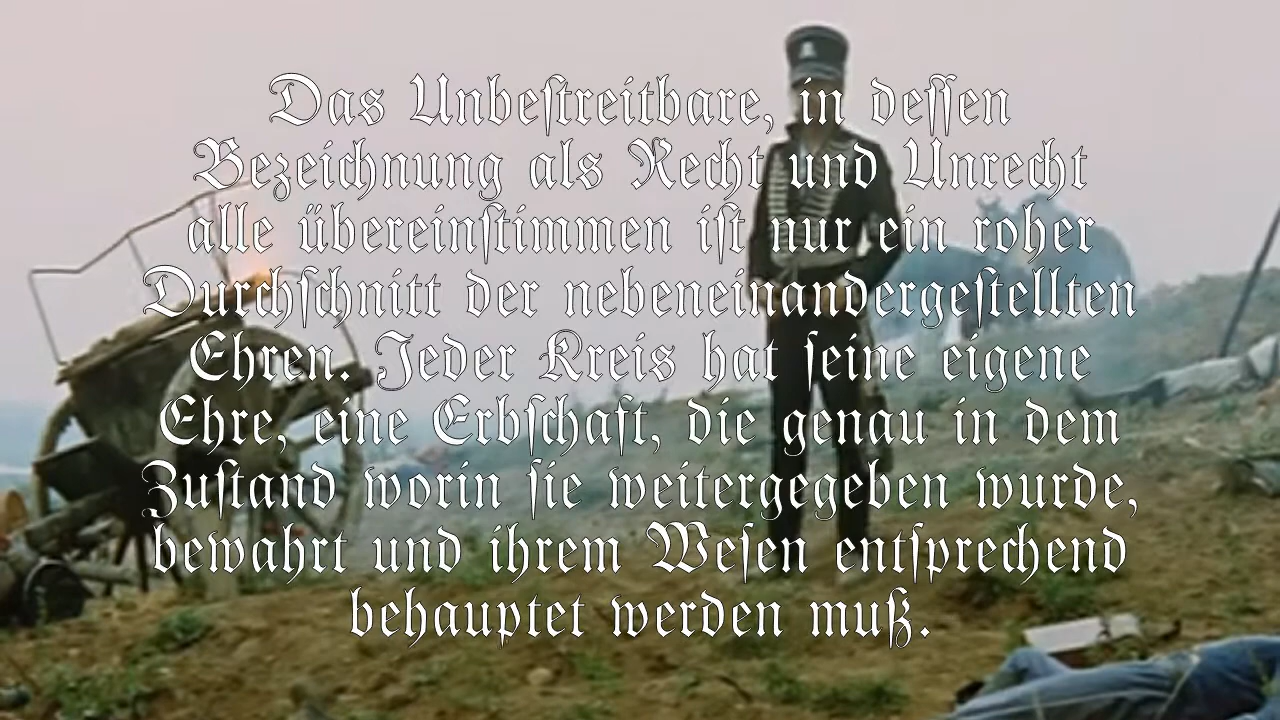 Das Unbeſtreitbare, in deſſen
Bezeichnung als Recht und Unrecht
alle übereinſtimmen iſt nur ein roher
Durchſchnitt der nebeneinandergeſtellten
Ehren. Jeder Kreis hat ſeine eigene
Ehre, eine Erbſchaft, die genau in dem
Zuſtand worin ſie weitergegeben wurde,
bewahrt und ihrem Weſen entſprechend
behauptet werden muß.